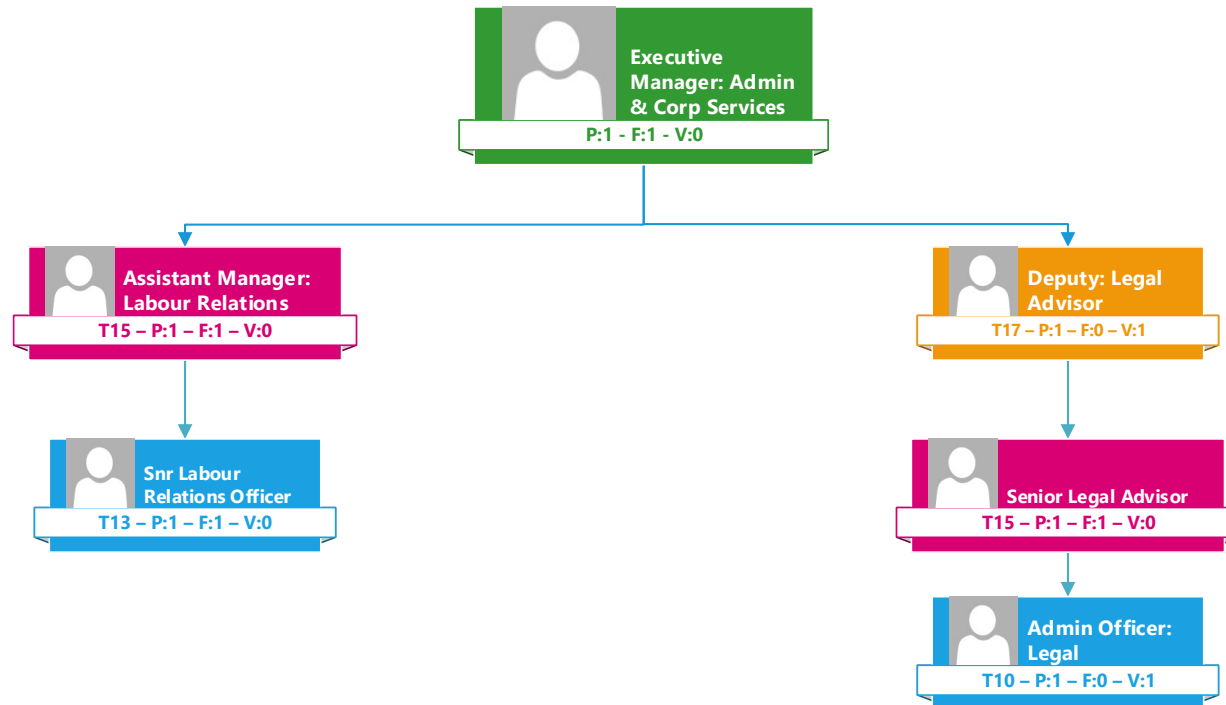 Executive
Manager: Admin
& Corp Services
P:1 - F:1 - V:0
Assistant Manager:
Labour Relations
T15 – P:1 – F:1 – V:0
Deputy: Legal
Advisor
T17 – P:1 – F:0 – V:1
Snr Labour
Relations Officer
T13 – P:1 – F:1 – V:0
Senior Legal Advisor
T15 – P:1 – F:1 – V:0
Admin Officer:
Legal
T10 – P:1 – F:0 – V:1